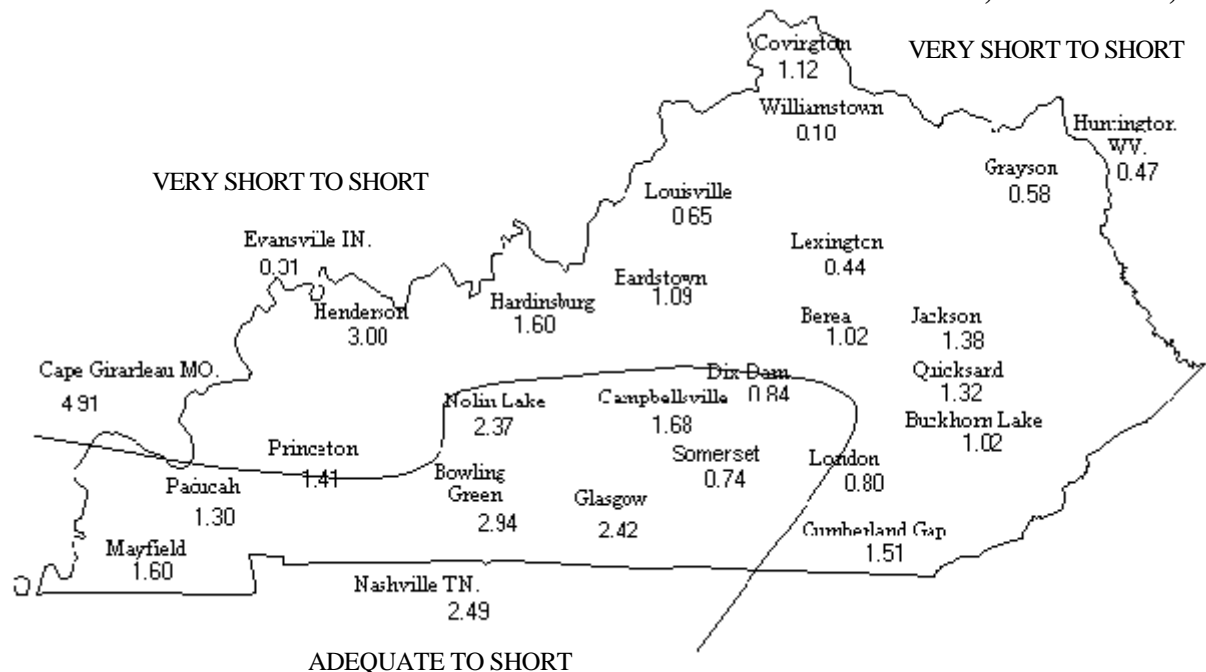 Covington
1.12
VERY SHORT TO SHORT
Williamstown
0.10
Huntington
WV.
0.47
Grayson
0.58
VERY SHORT TO SHORT
Louisville
0.65
Evansville IN.
Lexington
0.44
Henderson
3.00
Hardinsburg
1.60
Eardstown
1.09
Berea
1.02
Jackson
1.38
Cape Girardeau MO.
4.91
Dix Dam
0.84
Quicksand
1.32
Nolin Lake
2.37
Campbellsville
1.68
Buckhorn Lake
1.02
Princeton
1.41
Somerset
0.74
London
0.80
Paducah
1.30
Bowling
Green
2.94
Glasgow
2.42
Cumberland Gap
1.51
Mayfield
1.60
Nashville TN.
2.49
ADEQUATE TO SHORT